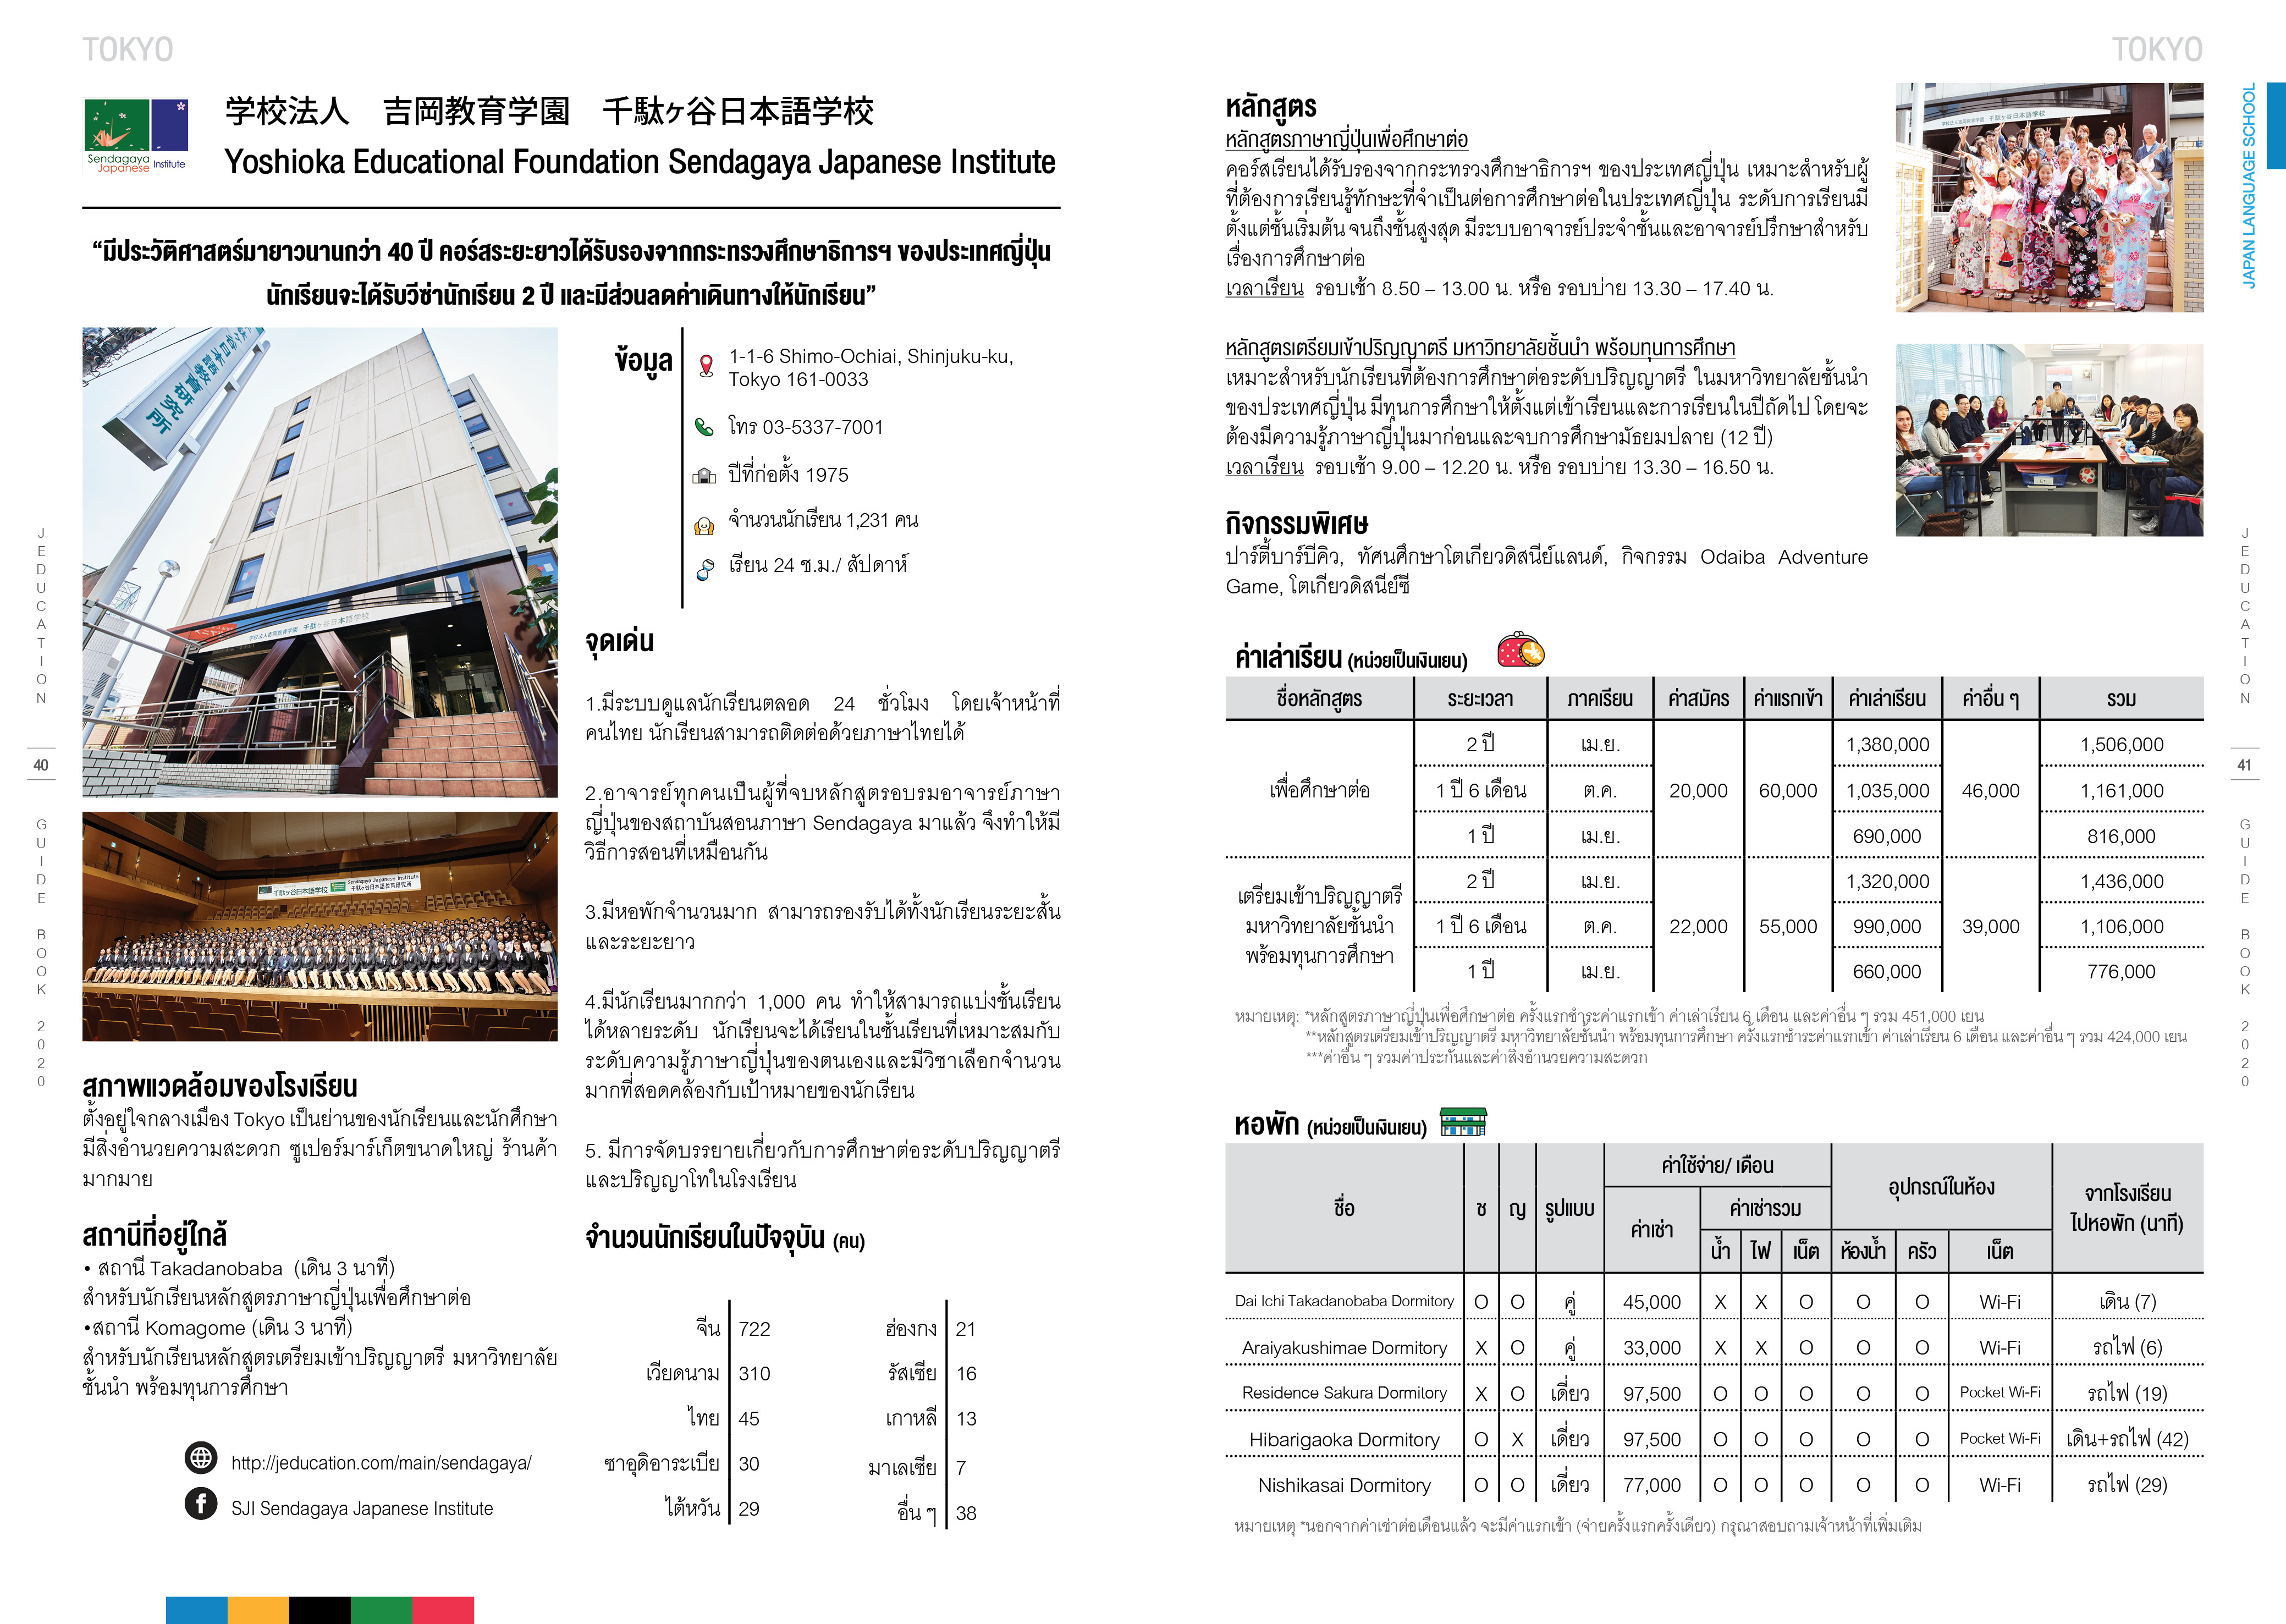 TOKYO
Sendagaya
Japanese Institute
学校法人　吉岡教育学園　千駄ヶ谷日本語学校
Yoshioka Educational Foundation Sendagaya Japanese Institute
“มีประวัติศาสตร์มายาวนานกว่า 40 ปี คอร์สระยะยาวได้รับรองจากกระทรวงศึกษาธิการฯ ของประเทศญี่ปุ่น
นักเรียนจะได้รับวีซ่านักเรียน 2 ปี และมีส่วนลดค่าเดินทางให้นักเรียน”
ข้อมูล
1-1-6 Shimo-Ochiai, Shinjuku-ku,
Tokyo 161-0033
โทร 03-5337-7001
ปีที่ก่อตั้ง 1975
จำนวนนักเรียน 1,231 คน
เรียน 24 ช.ม./ สัปดาห์
จุดเด่น
1.มีระบบดูแลนักเรียนตลอด 24 ชั่วโมง โดยเจ้าหน้าที่
คนไทย นักเรียนสามารถติดต่อด้วยภาษาไทยได้
2.อาจารย์ทุกคนเป็นผู้ที่จบหลักสูตรอบรมอาจารย์ภาษา
ญี่ปุ่นของสถาบันสอนภาษา Sendagaya มาแล้ว จึงทำให้มี
วิธีการสอนที่เหมือนกัน
3.มีหอพักจำนวนมาก สามารถรองรับได้ทั้งนักเรียนระยะสั้น
และระยะยาว
4.มีนักเรียนมากกว่า 1,000 คน ทำให้สามารถแบ่งชั้นเรียน
ได้หลายระดับ นักเรียนจะได้เรียนในชั้นเรียนที่เหมาะสมกับ
ระดับความรู้ภาษาญี่ปุ่นของตนเองและมีวิชาเลือกจำนวน
มากที่สอดคล้องกับเป้าหมายของนักเรียน
5. มีการจัดบรรยายเกี่ยวกับการศึกษาต่อระดับปริญญาตรี
และปริญญาโทในโรงเรียน
สภาพแวดล้อมของโรงเรียน
ตั้งอยู่ใจกลางเมือง Tokyo เป็นย่านของนักเรียนและนักศึกษา
มีสิ่งอำนวยความสะดวก ซูเปอร์มาร์เก็ตขนาดใหญ่ ร้านค้า
มากมาย
สถานีที่อยู่ใกล้
• สถานี Takadanobaba (เดิน 3 นาที)
สำหรับนักเรียนหลักสูตรภาษาญี่ปุ่นเพื่อศึกษาต่อ
•สถานี Komagome (เดิน 3 นาที)
สำหรับนักเรียนหลักสูตรเตรียมเข้าปริญญาตรี มหาวิทยาลัย
ชั้นนำ พร้อมทุนการศึกษา
http://jeducation.com/main/sendagaya/
SJI Sendagaya Japanese Institute
จำนวนนักเรียนในปัจจุบัน (คน)
จีน 722
เวียดนาม 310
ไทย 45
ซาอุดิอาระเบีย 30
ไต้หวัน 29
ฮ่องกง 21
รัสเซีย 16
เกาหลี 13
มาเลเซีย 7
อื่น ๆ 38
JEDUCATION
40
GUIDE BOOK 2020
TOKYO
JAPAN LANGUAGE SCHOOL
หลักสูตร
หลักสูตรภาษาญี่ปุ่นเพื่อศึกษาต่อ
คอร์สเรียนได้รับรองจากกระทรวงศึกษาธิการฯ ของประเทศญี่ปุ่น เหมาะสำหรับผู้
ที่ต้องการเรียนรู้ทักษะที่จำเป็นต่อการศึกษาต่อในประเทศญี่ปุ่น ระดับการเรียนมี
ตั้งแต่ชั้นเริ่มต้น จนถึงชั้นสูงสุด มีระบบอาจารย์ประจำชั้นและอาจารย์ปรึกษาสำหรับ
เรื่องการศึกษาต่อ
เวลาเรียน รอบเช้า 8.50 – 13.00 น. หรือ รอบบ่าย 13.30 – 17.40 น.
หลักสูตรเตรียมเข้าปริญญาตรี มหาวิทยาลัยชั้นนำ พร้อมทุนการศึกษา
เหมาะสำหรับนักเรียนที่ต้องการศึกษาต่อระดับปริญญาตรี ในมหาวิทยาลัยชั้นนำ
ของประเทศญี่ปุ่น มีทุนการศึกษาให้ตั้งแต่เข้าเรียนและการเรียนในปีถัดไป โดยจะ
ต้องมีความรู้ภาษาญี่ปุ่นมาก่อนและจบการศึกษามัธยมปลาย (12 ปี)
เวลาเรียน รอบเช้า 9.00 – 12.20 น. หรือ รอบบ่าย 13.30 – 16.50 น.
กิจกรรมพิเศษ
ปาร์ตี้บาร์บีคิว, ทัศนศึกษาโตเกียวดิสนีย์แลนด์, กิจกรรม Odaiba Adventure
Game, โตเกียวดิสนีย์ซี
ค่าเล่าเรียน (หน่วยเป็นเงินเยน)
ชื่อหลักสูตร ระยะเวลา ภาคเรียน ค่าสมัคร ค่าแรกเข้า ค่าเล่าเรียน ค่าอื่น ๆ รวม
2 ปี เม.ย. 1,380,000 1,506,000
เพื่อศึกษาต่อ 1 ปี 6 เดือน ต.ค. 20,000 60,000 1,035,000 46,000 1,161,000
1 ปี เม.ย. 690,000 816,000
2 ปี เม.ย. 1,320,000 1,436,000
เตรียมเข้าปริญญาตรี
มหาวิทยาลัยชั้นนำ 1 ปี 6 เดือน ต.ค. 22,000 55,000 990,000 39,000 1,106,000
พร้อมทุนการศึกษา
1 ปี เม.ย. 660,000 776,000
หมายเหตุ: *หลักสูตรภาษาญี่ปุ่นเพื่อศึกษาต่อ ครั้งแรกชำระค่าแรกเข้า ค่าเล่าเรียน 6 เดือน และค่าอื่น ๆ รวม 451,000 เยน
**หลักสูตรเตรียมเข้าปริญญาตรี มหาวิทยาลัยชั้นนำ พร้อมทุนการศึกษา ครั้งแรกชำระค่าแรกเข้า ค่าเล่าเรียน 6 เดือน และค่าอื่น ๆ รวม 424,000 เยน
***ค่าอื่น ๆ รวมค่าประกันและค่าสิ่งอำนวยความสะดวก
หอพัก (หน่วยเป็นเงินเยน)
ชื่อ ช ญ รูปแบบ ค่าใช้จ่าย/ เดือน อุปกรณ์ในห้อง จากโรงเรียน
ไปหอพัก (นาที)
ค่าเช่า ค่าเช่ารวม
น้ำ ไฟ เน็ต ห้องน้ำ ครัว เน็ต
Dai Ichi Takadanobaba Dormitory O O คู่ 45,000 X X O O O Wi-Fi เดิน (7)
Araiyakushimae Dormitory X O คู่ 33,000 X X O O O Wi-Fi รถไฟ (6)
Residence Sakura Dormitory X O เดี่ยว 97,500 O O O O O Pocket Wi-Fi รถไฟ (19)
Hibarigaoka Dormitory O X เดี่ยว 97,500 O O O O O Pocket Wi-Fi เดิน+รถไฟ (42)
Nishikasai Dormitory O O เดี่ยว 77,000 O O O O O Wi-Fi รถไฟ (29)
หมายเหตุ *นอกจากค่าเช่าต่อเดือนแล้ว จะมีค่าแรกเข้า (จ่ายครั้งแรกครั้งเดียว) กรุณาสอบถามเจ้าหน้าที่เพิ่มเติม
JEDUCATION
41
GUIDE BOOK 2020